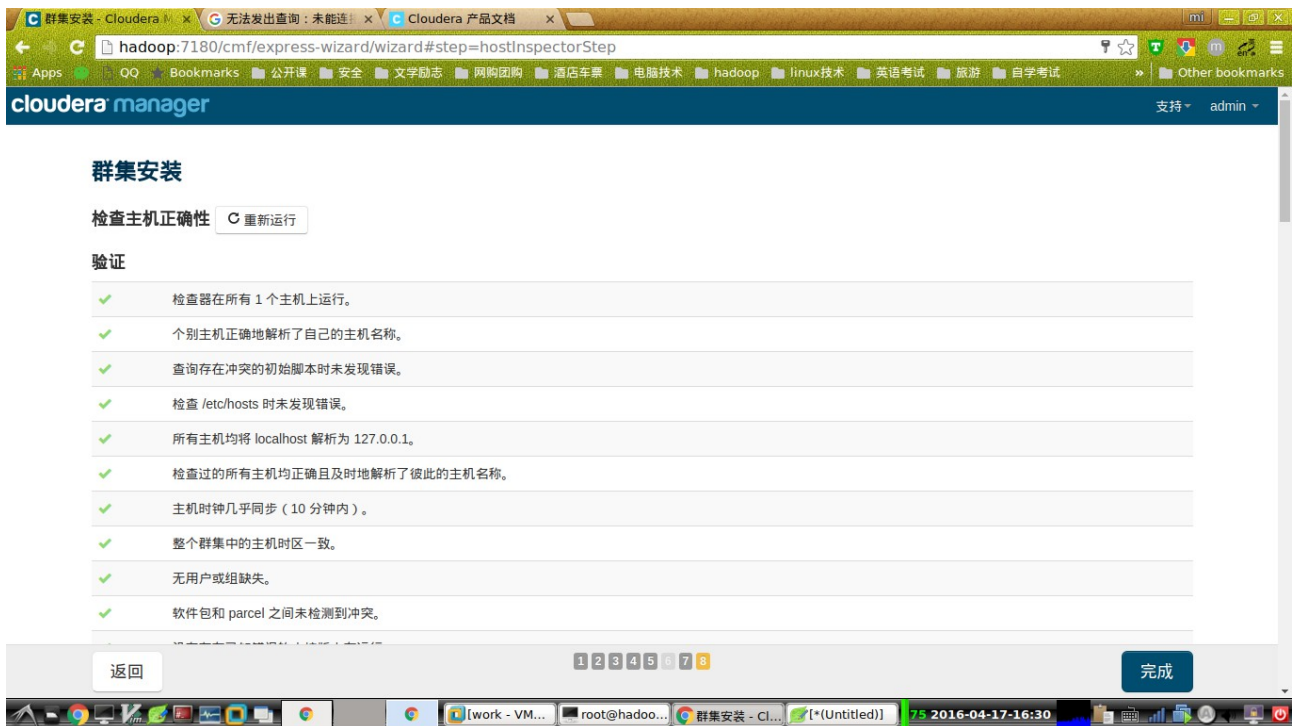 群集安装 - Cloudera M
无法发出查询：未能连接
Cloudera 产品文档
mi
hadoop:7180/cmf/express-wizard/wizard#step=hostInspectorStep
Apps QQ Bookmarks 公开课 安全 文学励志 网购团购 酒店车票 电脑技术 hadoop linux技术 英语考试 旅游 自学考试 » Other bookmarks
cloudera manager 支持 admin
群集安装
检查主机正确性 重新运行
验证
检查器在所有 1 个主机上运行。
个别主机正确地解析了自己的主机名称。
查询存在冲突的初始脚本时未发现错误。
检查 /etc/hosts 时未发现错误。
所有主机均将 localhost 解析为 127.0.0.1。
检查过的所有主机均正确且及时地解析了彼此的主机名称。
主机时钟几乎同步（10 分钟内）。
整个群集中的主机时区一致。
无用户或组缺失。
软件包和 parcel 之间未检测到冲突。
返回 1 2 3 4 5 6 7 8 完成
[work - VM... root@hadoo... 群集安装 - Cl... [*(Untitled)] 75 2016-04-17-16:30